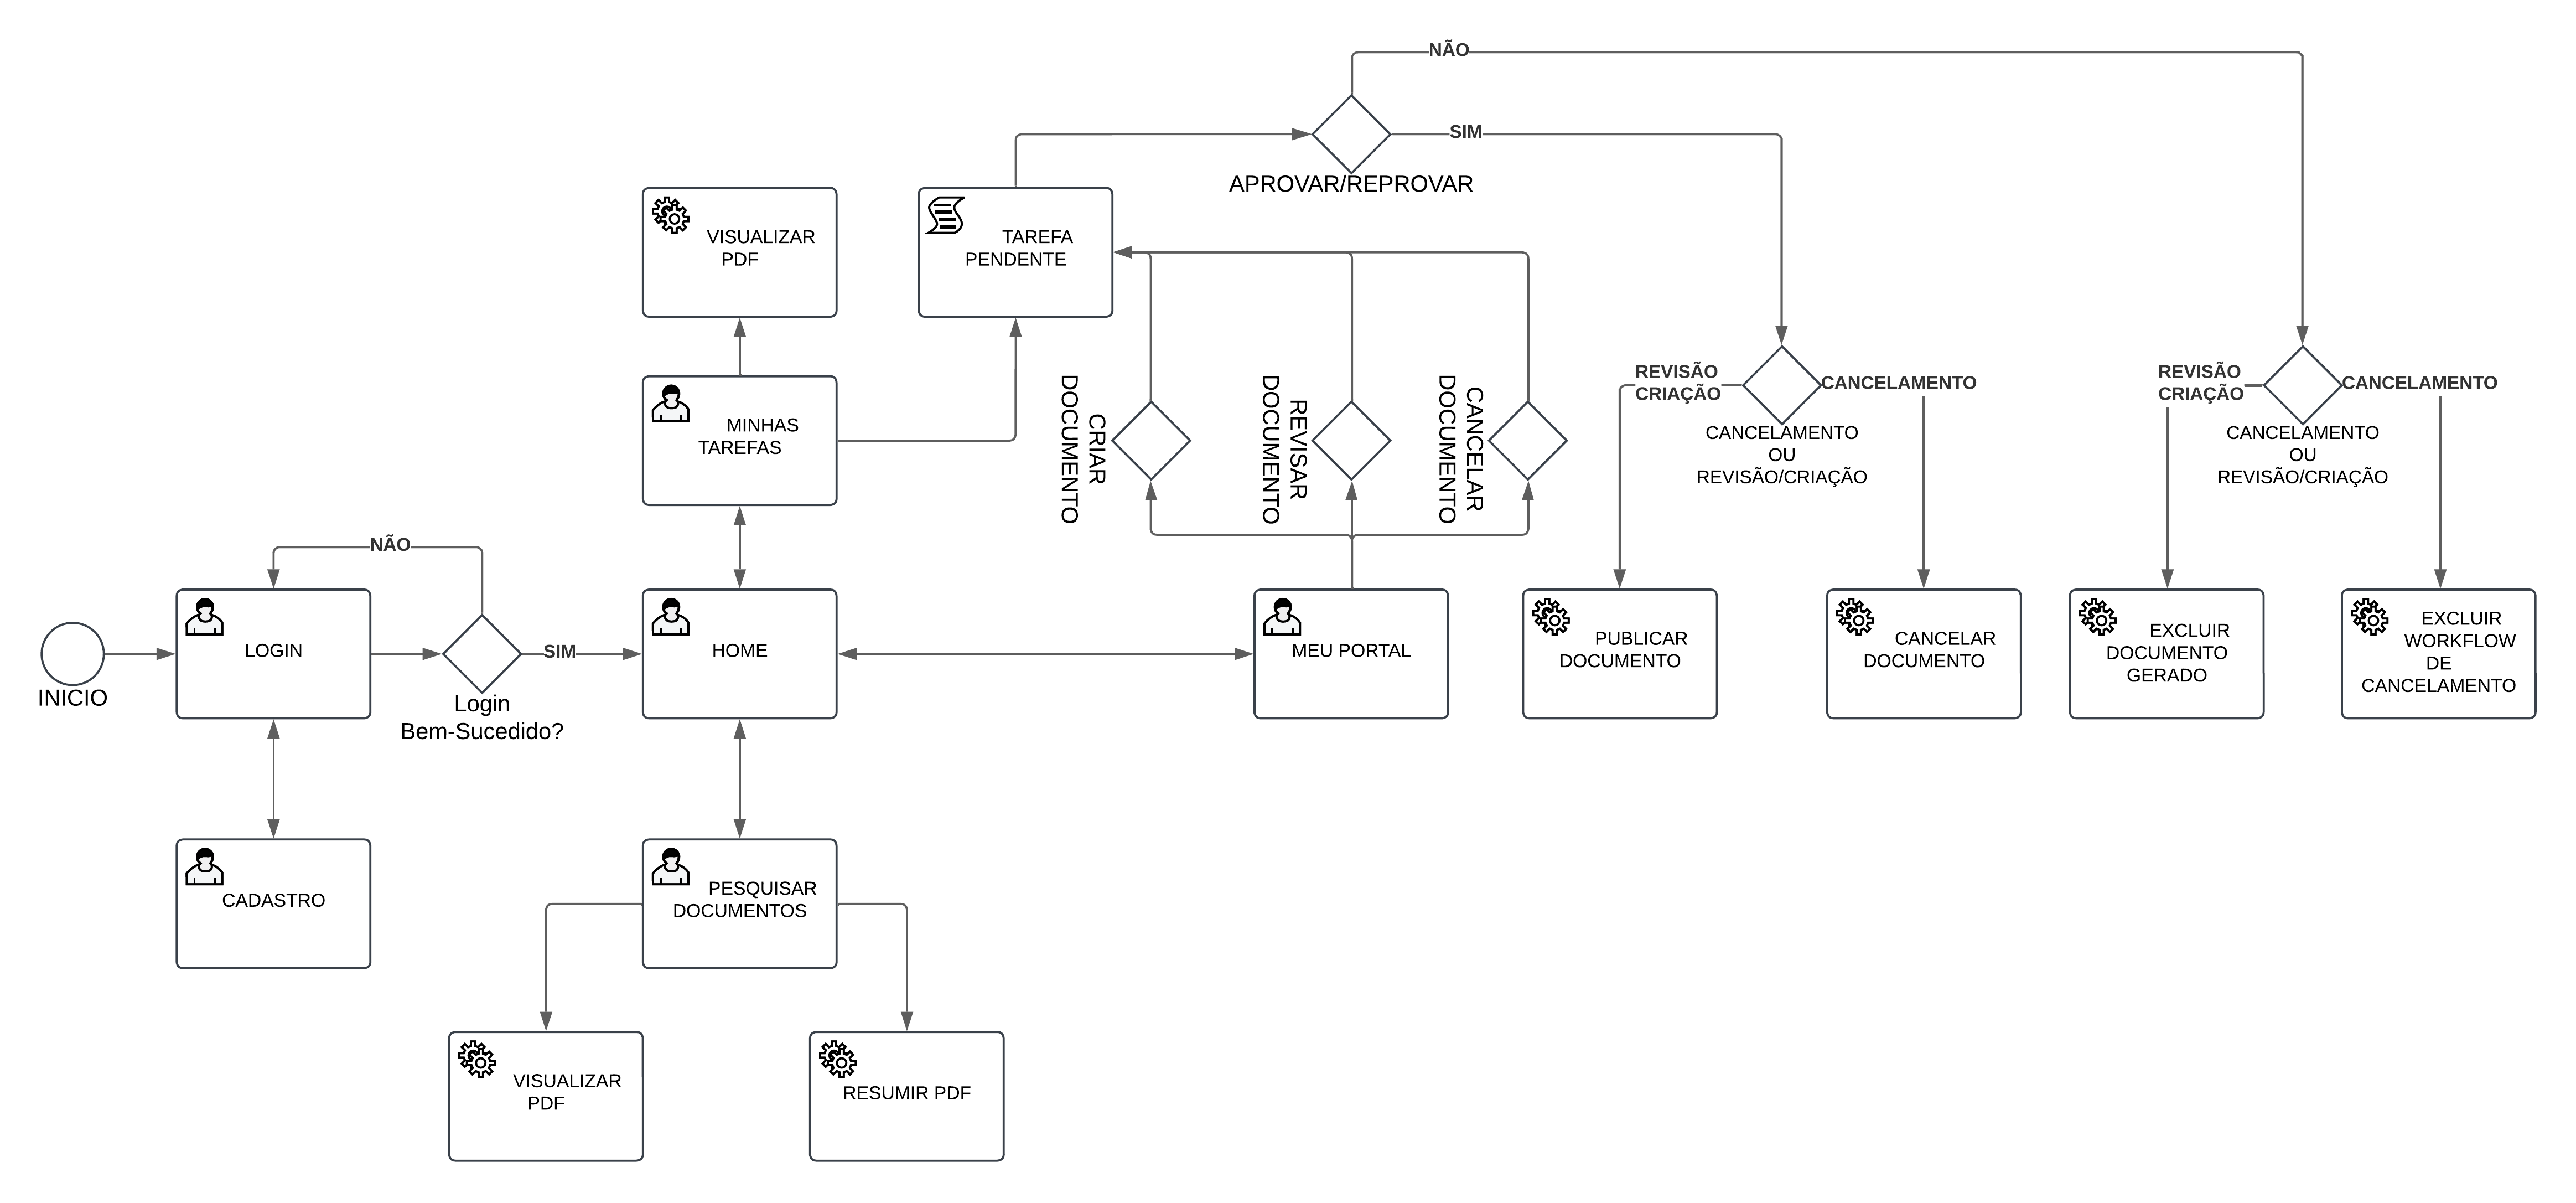 NÃO
SIM
APROVAR/REPROVAR
VISUALIZAR
PDF
TAREFA
PENDENTE
MINHAS
TAREFAS
CRIAR
DOCUMENTO
REVISAR
DOCUMENTO
CANCELAR
DOCUMENTO
REVISÃO
CRIAÇÃO
CANCELAMENTO
CANCELAMENTO
OU
REVISÃO/CRIAÇÃO
REVISÃO
CRIAÇÃO
CANCELAMENTO
CANCELAMENTO
OU
REVISÃO/CRIAÇÃO
NÃO
INICIO
LOGIN
Login
Bem-Sucedido?
SIM
HOME
MEU PORTAL
PUBLICAR
DOCUMENTO
CANCELAR
DOCUMENTO
EXCLUIR
DOCUMENTO
GERADO
EXCLUIR
WORKFLOW
DE
CANCELAMENTO
CADASTRO
PESQUISAR
DOCUMENTOS
VISUALIZAR
PDF
RESUMIR PDF